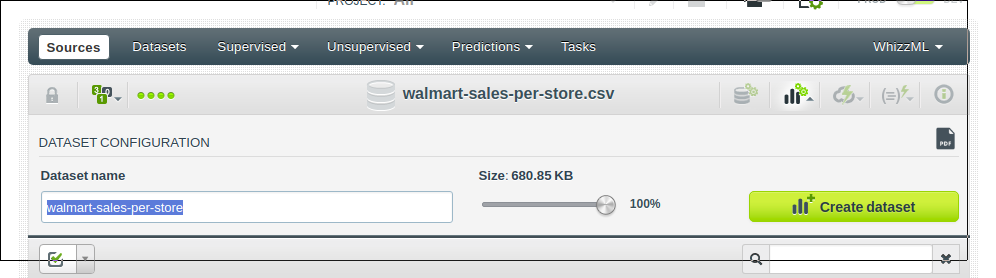 PROJECT: All
Sources Datasets Supervised Unsupervised Predictions Tasks WhizzML
walmart-sales-per-store.csv
DATASET CONFIGURATION
PDF
Dataset name
Size: 680.85 KB
walmart-sales-per-store
100%
Create dataset